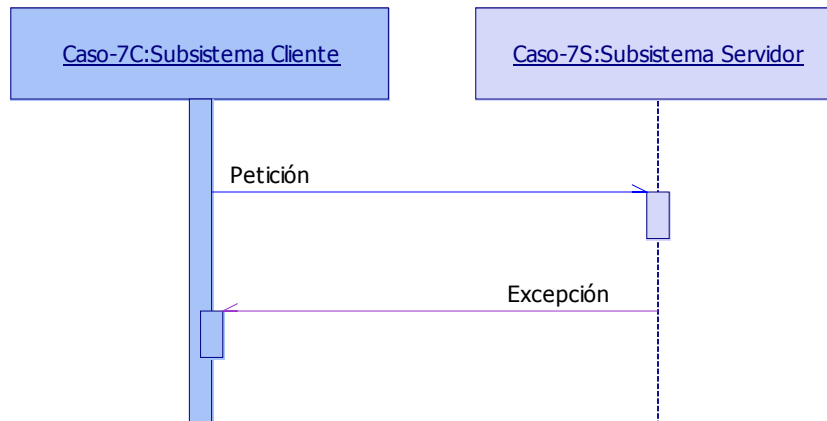 Caso-7C:Subsistema Cliente
Caso-7S:Subsistema Servidor
Petición
Excepción